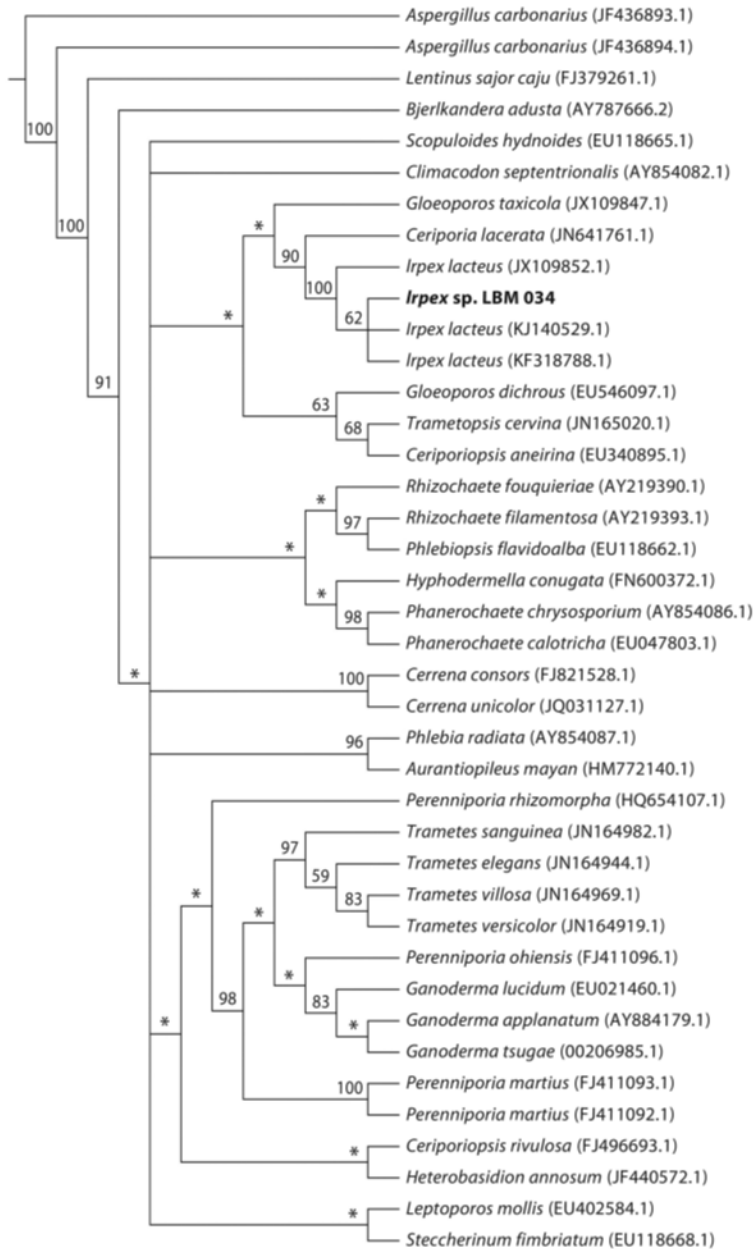 Aspergillus carbonarius (JF436893.1)
Aspergillus carbonarius (JF436894.1)
Lentinus sajor caju (FJ379261.1)
Bjerlkandera adusta (AY787666.2)
100
Scopuloides hydnoides (EU118665.1)
Climacodon septentrionalis (AY854082.1)
Gloeoporos taxicola (JX109847.1)
100
*
Ceriporia lacerata (JN641761.1)
90
Irpex lacteus (JX109852.1)
100
Irpex sp. LBM 034
*
62
Irpex lacteus (KJ140529.1)
Irpex lacteus (KF318788.1)
91
Gloeoporos dichrous (EU546097.1)
63
Trametopsis cervina (JN165020.1)
68
Ceriporiopsis aneirina (EU340895.1)
Rhizochaete fouquieriae (AY219390.1)
*
Rhizochaete filamentosa (AY219393.1)
97
*
Phlebiopsis flavidoalba (EU118662.1)
Hyphodermella conugata (FN600372.1)
*
Phanerochaete chrysosporium (AY854086.1)
98
Phanerochaete calotricha (EU047803.1)
*
100
Cerrena consors (FJ821528.1)
Cerrena unicolor (JQ031127.1)
Phlebia radiata (AY854087.1)
96
Aurantiopileus mayan (HM772140.1)
Perenniporia rhizomorpha (HQ654107.1)
Trametes sanguinea (JN164982.1)
97
Trametes elegans (JN164944.1)
59
*
Trametes villosa (JN164969.1)
83
*
Trametes versicolor (JN164919.1)
Perenniporia ohiensis (FJ411096.1)
*
Ganoderma lucidum (EU021460.1)
98
83
*
Ganoderma applanatum (AY884179.1)
*
Ganoderma tsugae (00206985.1)
100
Perenniporia martius (FJ411093.1)
Perenniporia martius (FJ411092.1)
*
Ceriporiopsis rivulosa (FJ496693.1)
Heterobasidion annosum (JF440572.1)
*
Leptoporos mollis (EU402584.1)
Steccherinum fimbriatum (EU118668.1)